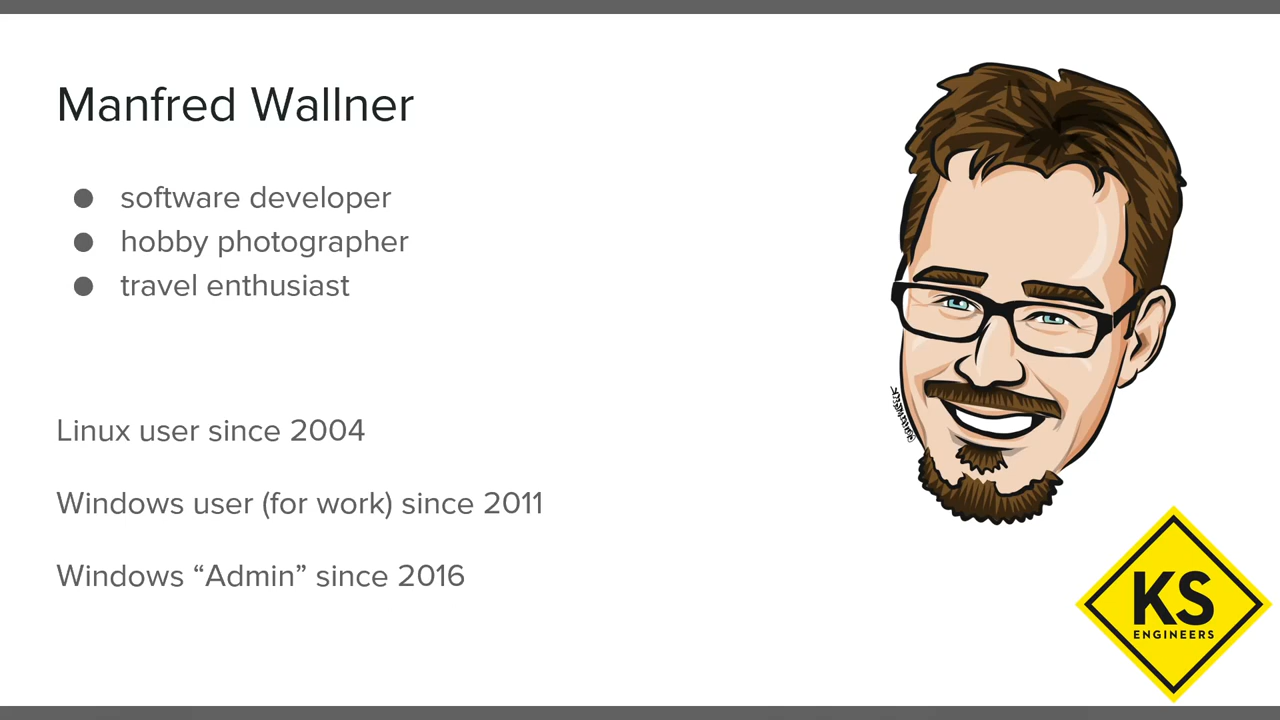 Manfred Wallner
● software developer
● hobby photographer
● travel enthusiast
Linux user since 2004
Windows user (for work) since 2011
Windows “Admin” since 2016
KS
ENGINEERS